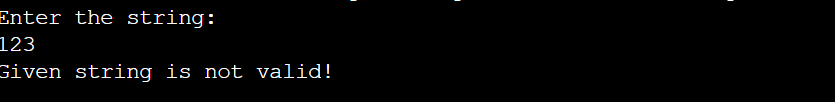 Enter the string:
123
Given string is not valid!